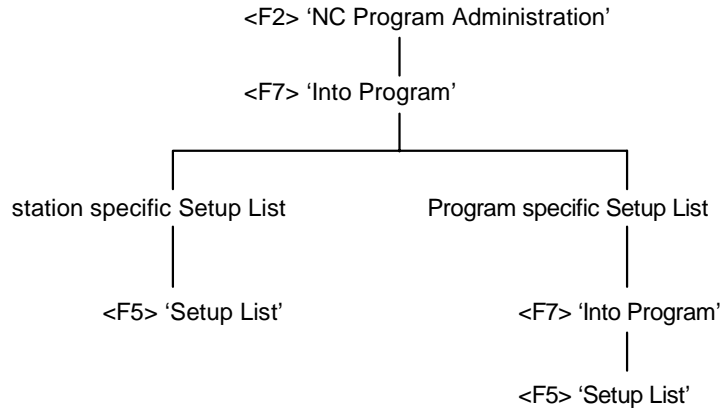 <F2> ‘NC Program Administration’
<F7> ‘Into Program’
station specific Setup List
Program specific Setup List
<F5> ‘Setup List’
<F7> ‘Into Program’
<F5> ‘Setup List’